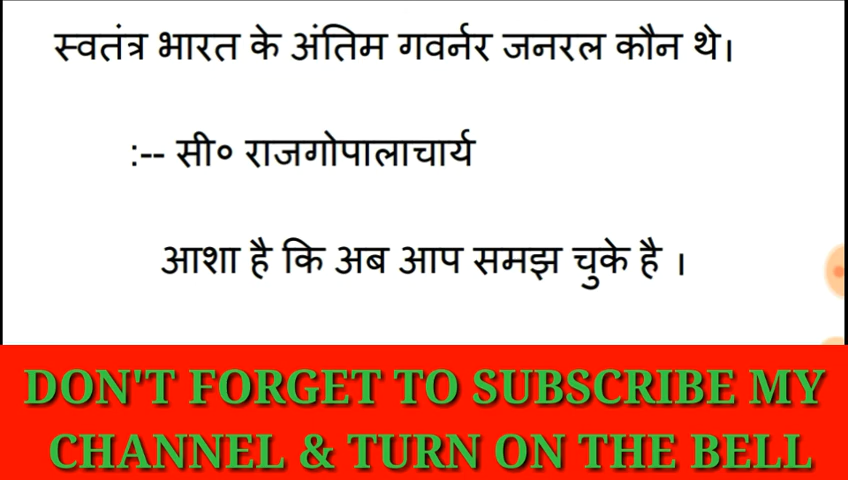 स्वतंत्र भारत के अंतिम गवर्नर जनरल कौन थे।
:-- सी० राजगोपालाचार्य
आशा है कि अब आप समझ चुके है ।
DON'T FORGET TO SUBSCRIBE MY
CHANNEL & TURN ON THE BELL